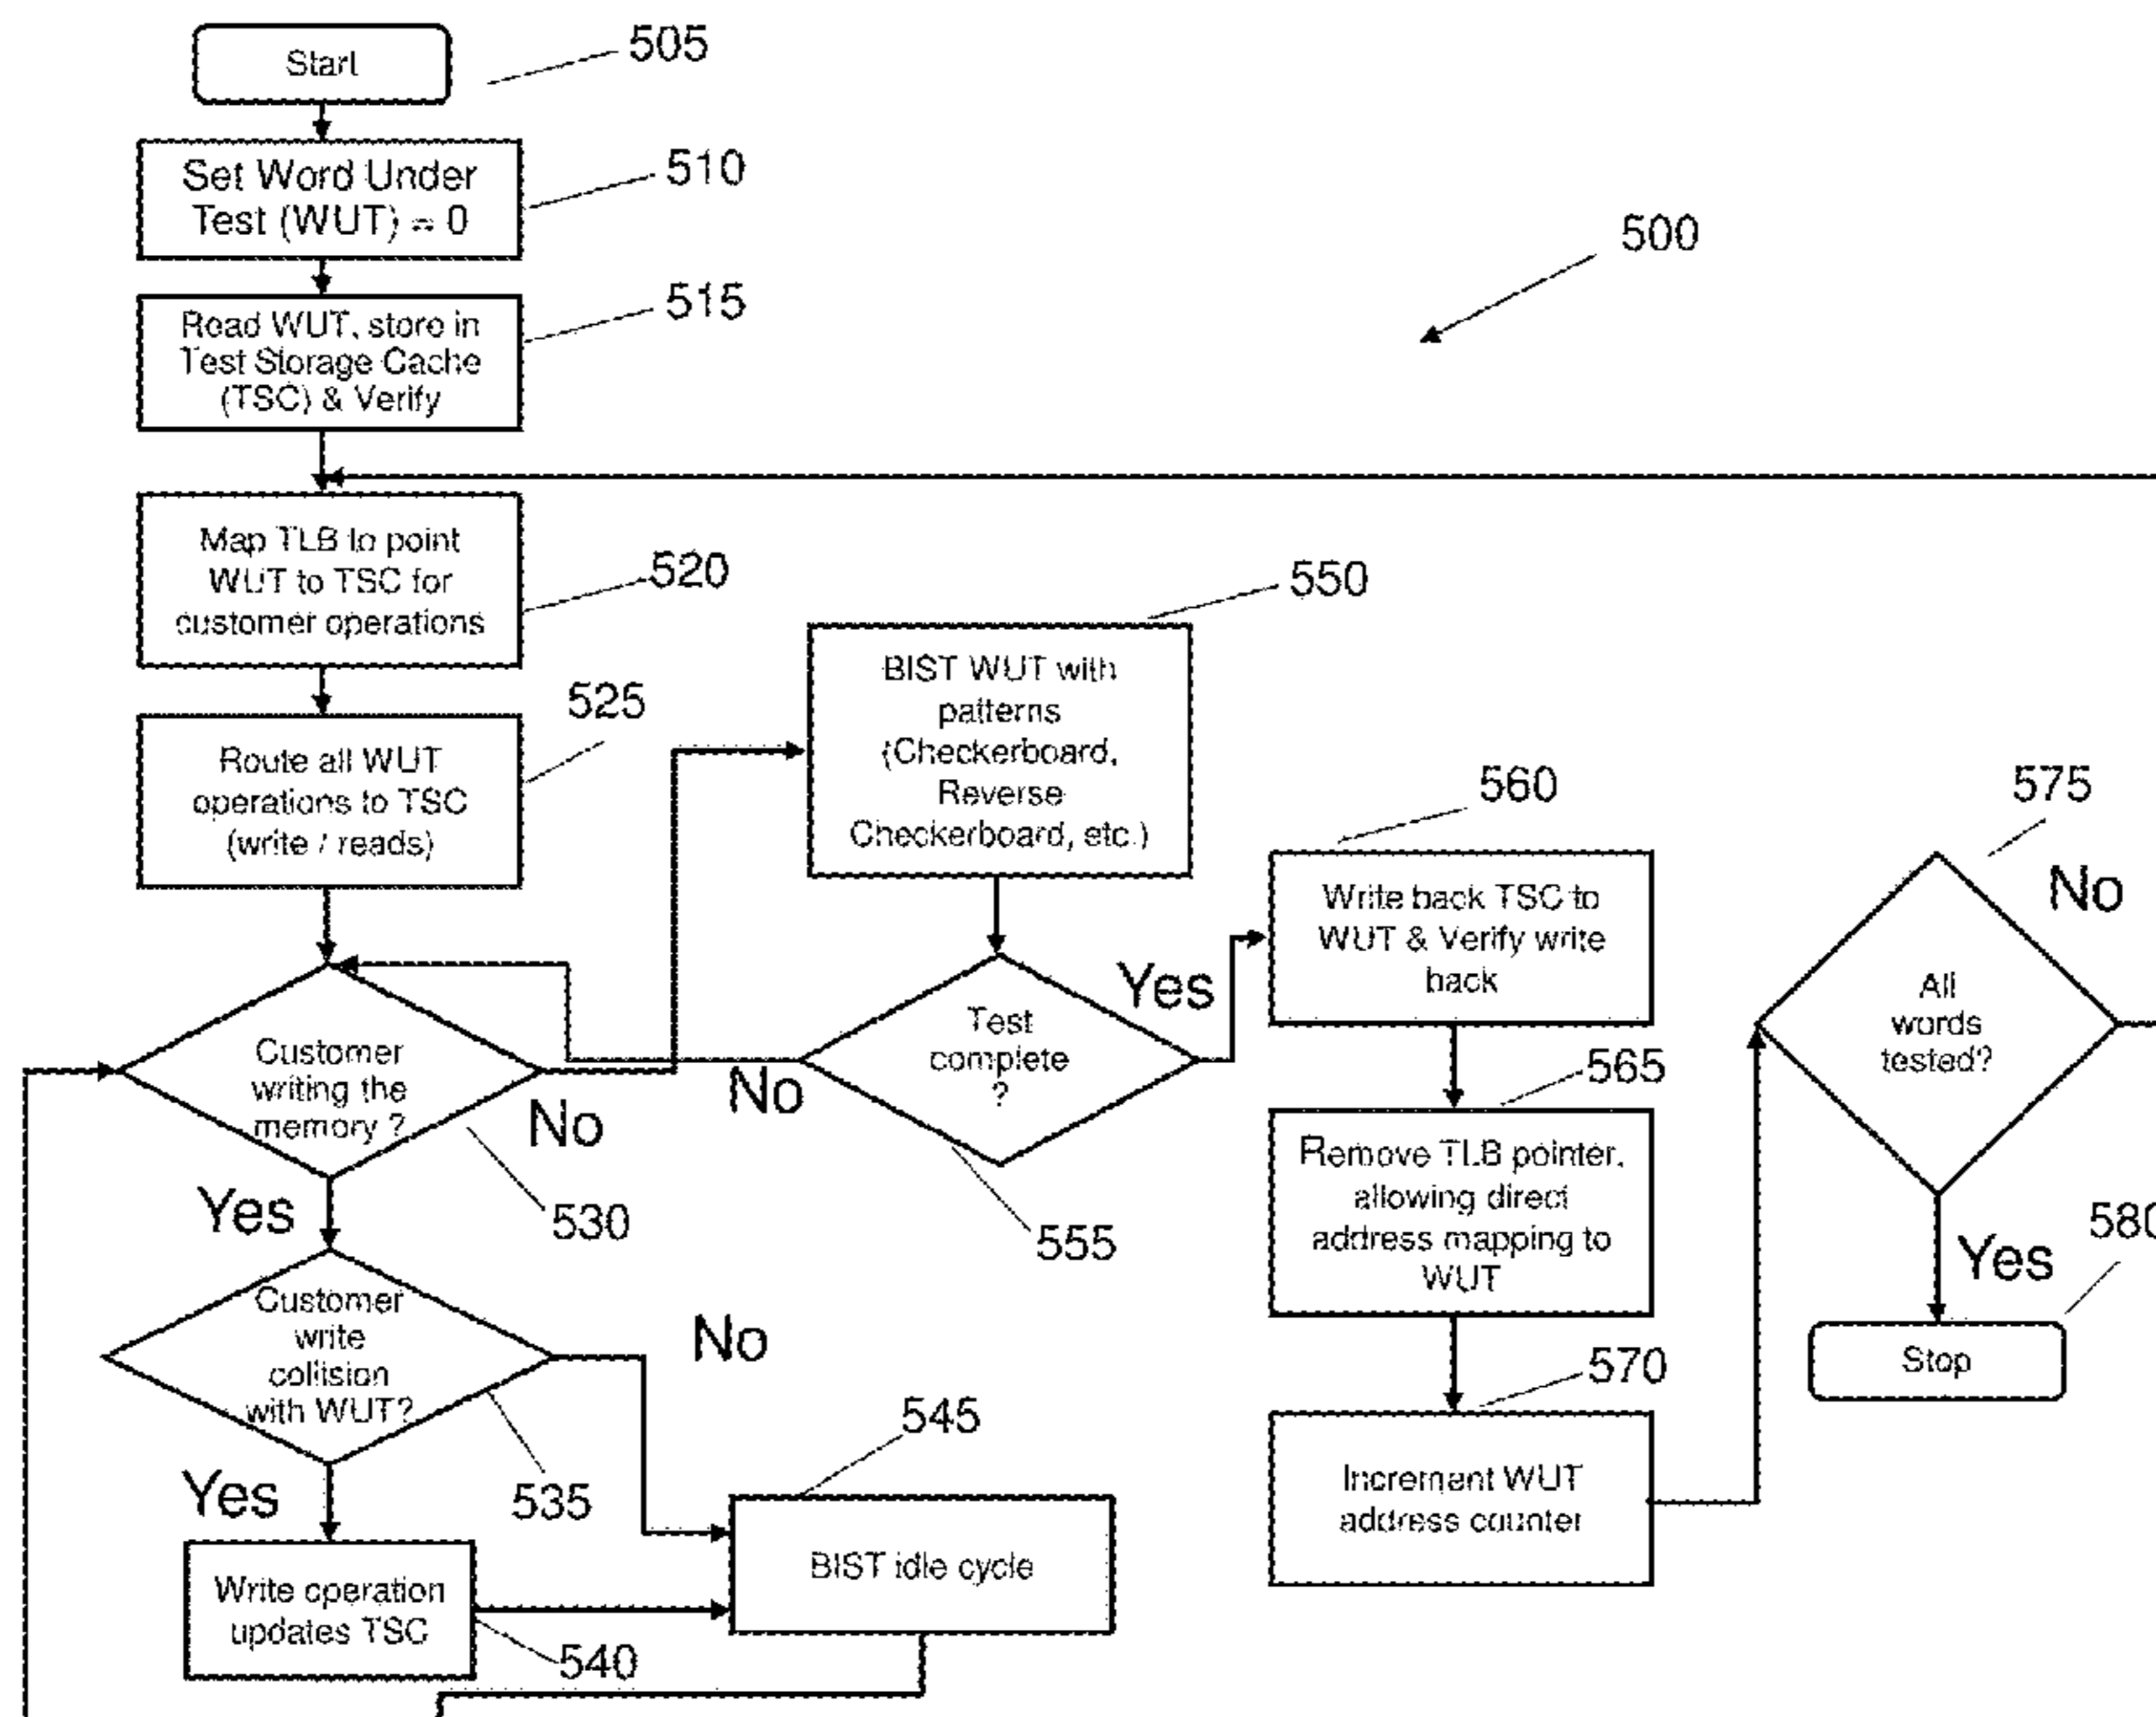 Start
505
Set Word Under
Test (WUT) = 0
510
500
Read WUT, store in
Test Storage Cache
(TSC) & Verify
515
Map TLB to point
WUT to TSC for
customer operations
520
Route all WUT
operations to TSC
(write / reads)
525
BIST WUT with
patterns
(Checkerboard,
Reverse
Checkerboard, etc.)
550
Customer
writing the
memory ?
530
No
Yes
Test
complete
?
555
No
Yes
Write back TSC to
WUT & Verify write
back
560
Remove TLB pointer,
allowing direct
address mapping to
WUT
565
Increment WUT
address counter
570
All
words
tested?
575
No
Yes
Stop
580
Customer
write
collision
with WUT?
535
No
Yes
Write operation
updates TSC
540
BIST idle cycle
545